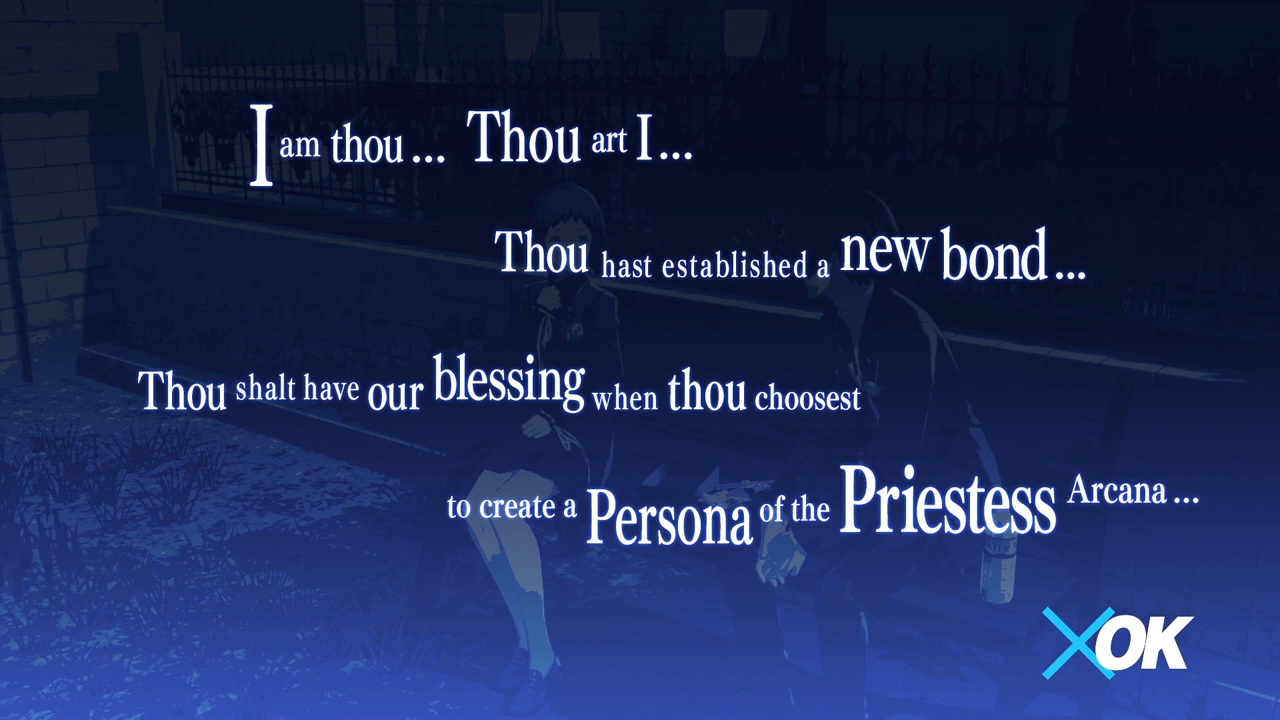 I am thou... Thou art I...
Thou hast established a new bond...
Thou shalt have our blessing when thou choosest
to create a Persona of the Priestess Arcana...
OK